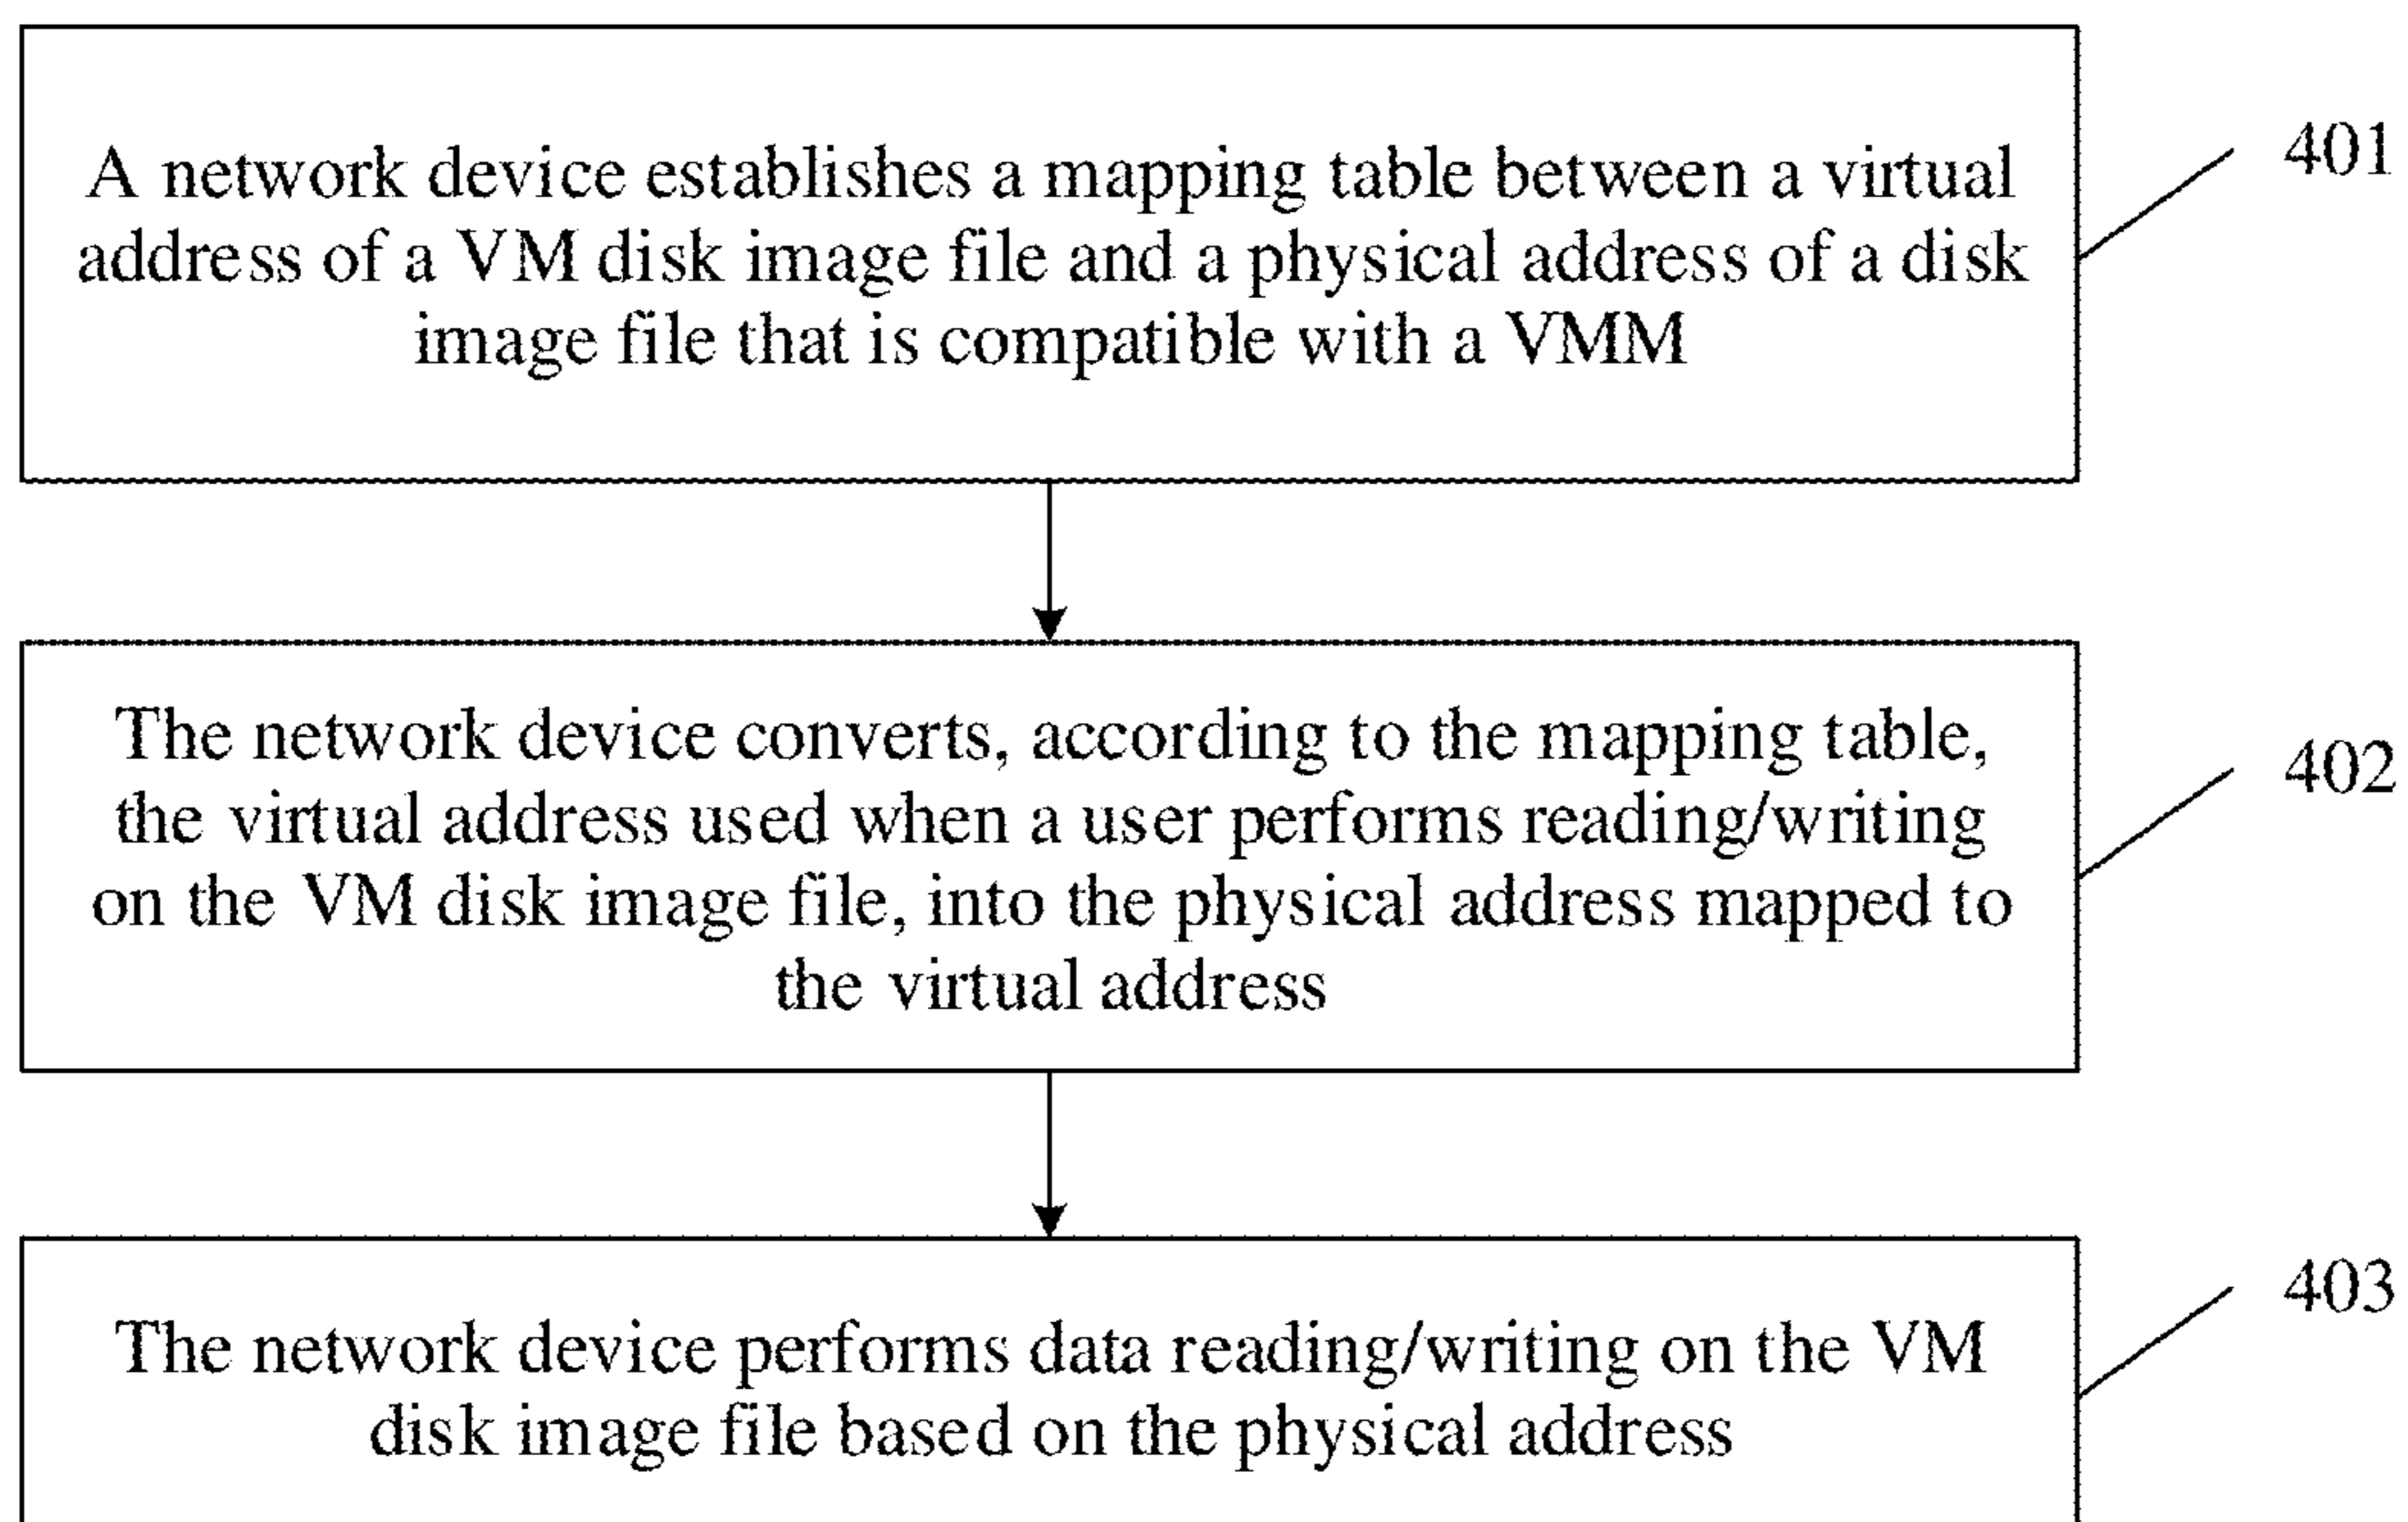 A network device establishes a mapping table between a virtual
address of a VM disk image file and a physical address of a disk
image file that is compatible with a VMM
401
The network device converts, according to the mapping table,
the virtual address used when a user performs reading/writing
on the VM disk image file, into the physical address mapped to
the virtual address
402
The network device performs data reading/writing on the VM
disk image file based on the physical address
403